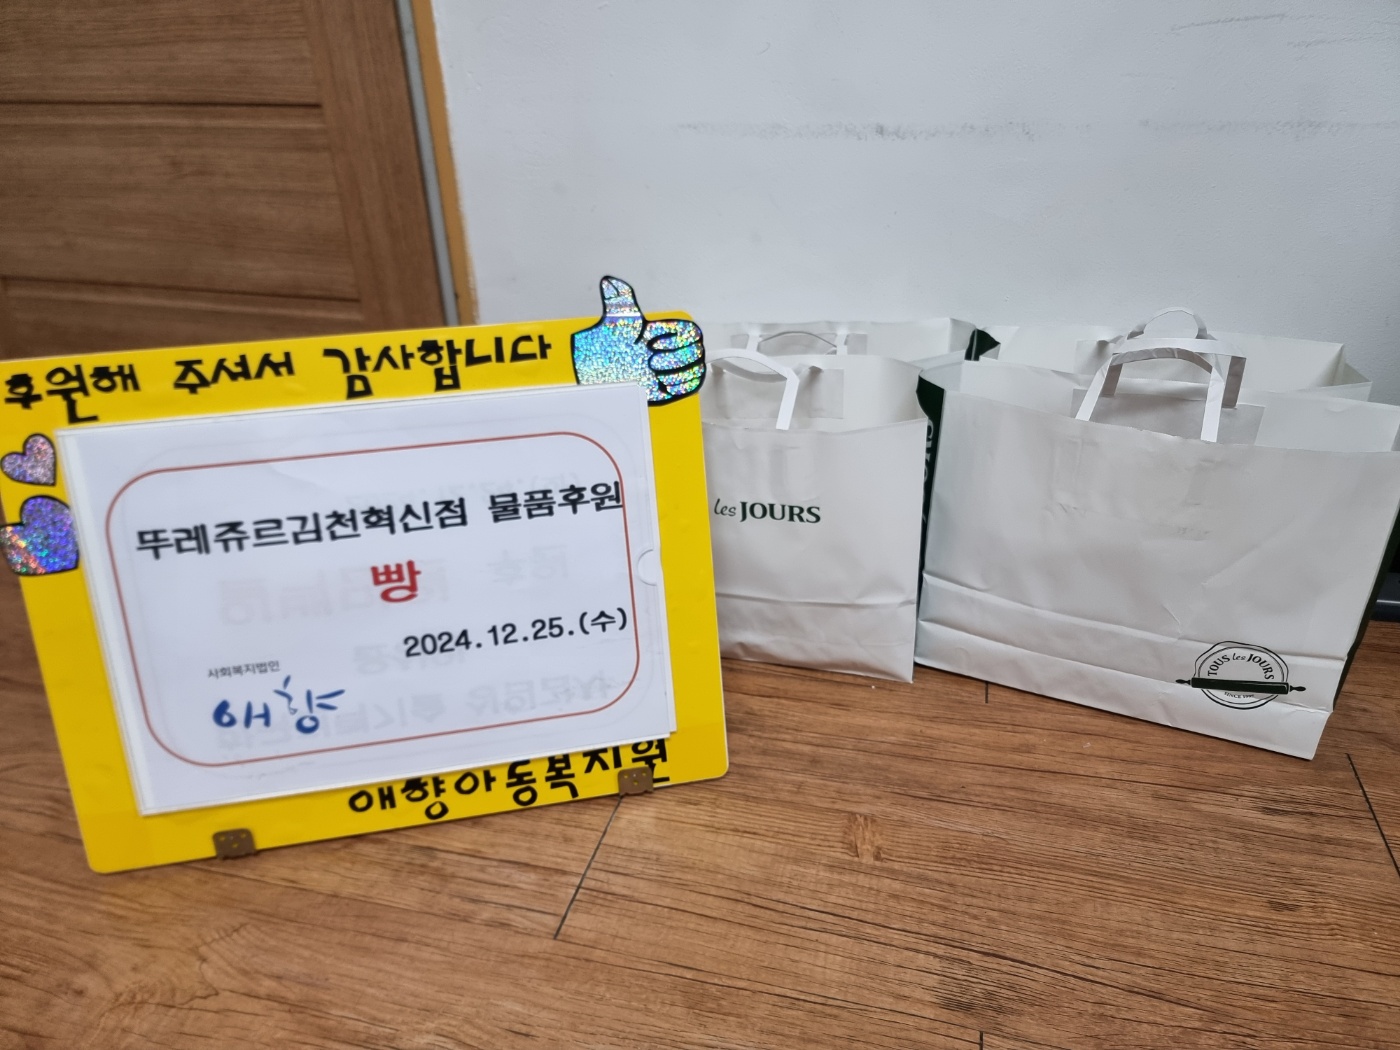 후원해 주셔서 감사합니다
뚜레쥬르김천혁신점 물품후원
빵
2024.12.25.(수)
사회복지법인
애향
애향아동복지원
les JOURS
TOUS les JOURS